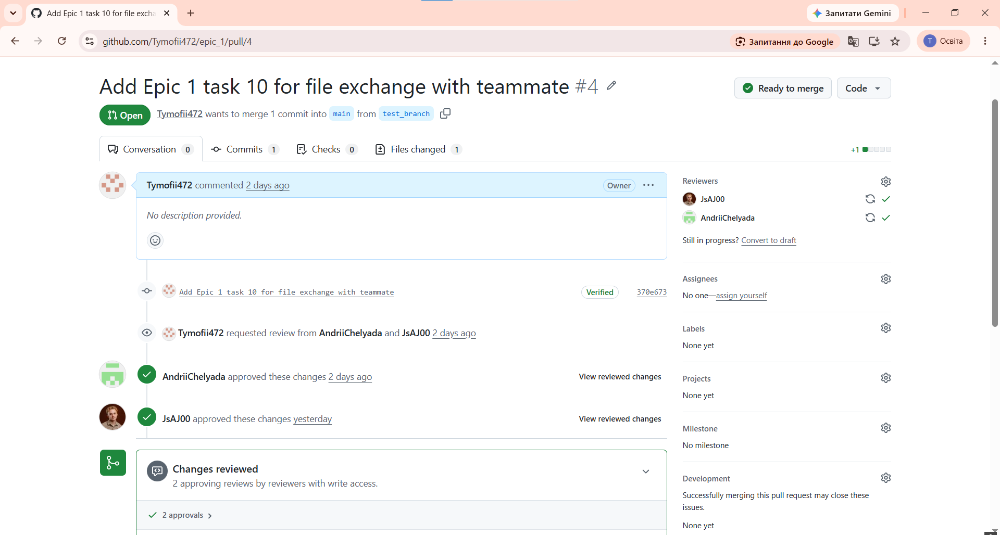 Add Epic 1 task 10 for file excha
Запитати Gemini
github.com/Tymofii472/epic_1/pull/4
Запитання до Google
T Освіта
Add Epic 1 task 10 for file exchange with teammate #4
Ready to merge
Code
Open
Tymofii472 wants to merge 1 commit into main from test_branch
Conversation 0
Commits 1
Checks 0
Files changed 1
+1
Tymofii472 commented 2 days ago
Owner
No description provided.
Add Epic 1 task 10 for file exchange with teammate
Verified
370e673
Tymofii472 requested review from AndriiChelyada and JsAJ00 2 days ago
AndriiChelyada approved these changes 2 days ago
View reviewed changes
JsAJ00 approved these changes yesterday
View reviewed changes
Changes reviewed
2 approving reviews by reviewers with write access.
2 approvals
Reviewers
JsAJ00
AndriiChelyada
Still in progress? Convert to draft
Assignees
No one—assign yourself
Labels
None yet
Projects
None yet
Milestone
No milestone
Development
Successfully merging this pull request may close these
issues.
None yet